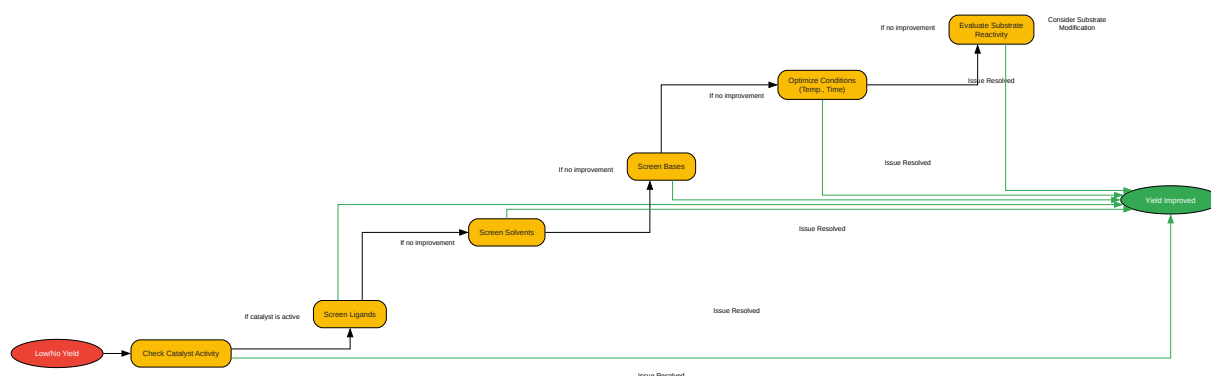 Evaluate Substrate
Reactivity
Consider Substrate
Modification
If no improvement
Optimize Conditions
(Temp., Time)
Issue Resolved
If no improvement
Screen Bases
Issue Resolved
If no improvement
Yield Improved
Screen Solvents
Issue Resolved
If no improvement
Screen Ligands
Issue Resolved
If catalyst is active
Low/No Yield
Check Catalyst Activity
Issue Resolved